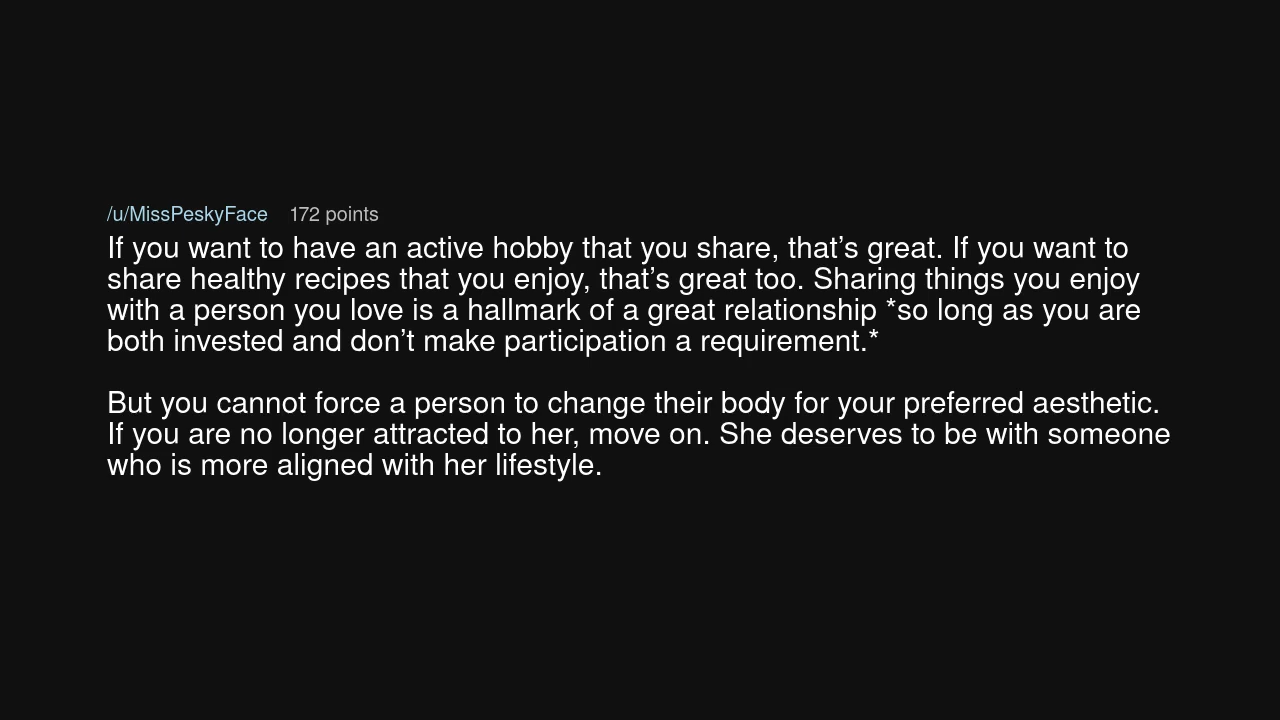 /u/MissPeskyFace 172 points
If you want to have an active hobby that you share, that’s great. If you want to
share healthy recipes that you enjoy, that’s great too. Sharing things you enjoy
with a person you love is a hallmark of a great relationship *so long as you are
both invested and don’t make participation a requirement.*
But you cannot force a person to change their body for your preferred aesthetic.
If you are no longer attracted to her, move on. She deserves to be with someone
who is more aligned with her lifestyle.